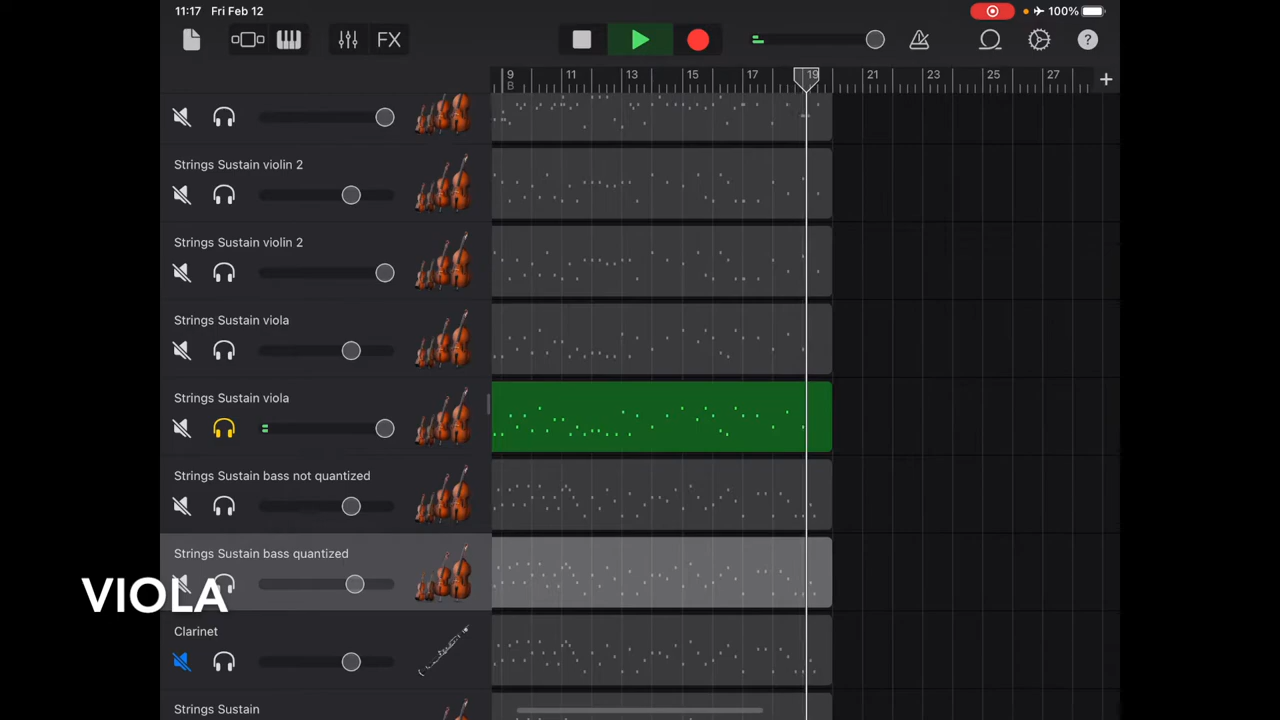 11:17 Fri Feb 12
100%
FX
?
9 11 13 15 17 19 21 23 25 27 +
B
Strings Sustain violin 2
Strings Sustain violin 2
Strings Sustain viola
Strings Sustain viola
Strings Sustain bass not quantized
Strings Sustain bass quantized
VIOLA
Clarinet
Strings Sustain